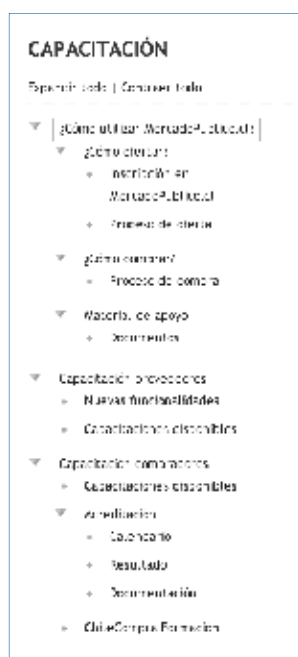 CAPACITACIÓN
Expandir todo | Contraer todo
¿Cómo utilizar MercadoPublico.cl?
¿Cómo ofertar?
Inscripción en
MercadoPublico.cl
Proceso de oferta
¿Cómo comprar?
Proceso de compra
Material de apoyo
Documentos
Capacitación proveedores
Nuevas funcionalidades
Capacitaciones disponibles
Capacitación compradores
Capacitaciones disponibles
Acreditación
Calendario
Resultado
Documentación
ChileCompra Formación